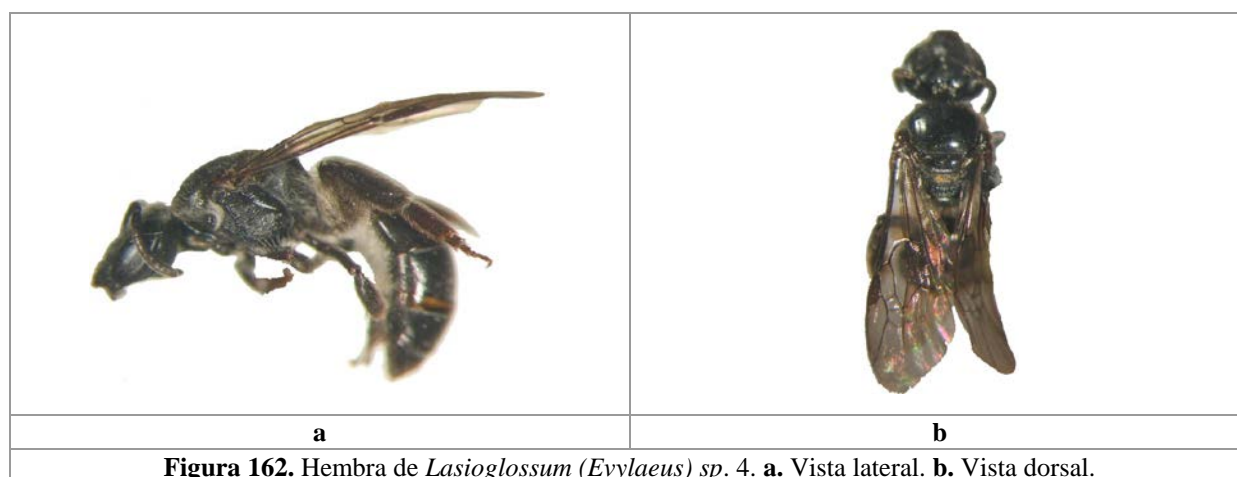 a b
Figura 162. Hembra de Lasioglossum (Evylaeus) sp. 4. a. Vista lateral. b. Vista dorsal.